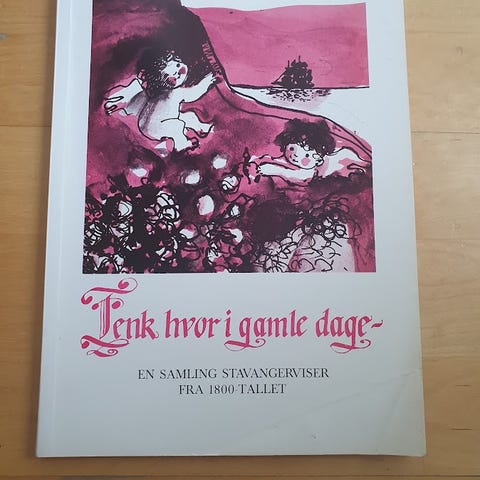 Tenk hvor i gamle dage-
EN SAMLING STAVANGERVISER
FRA 1800-TALLET